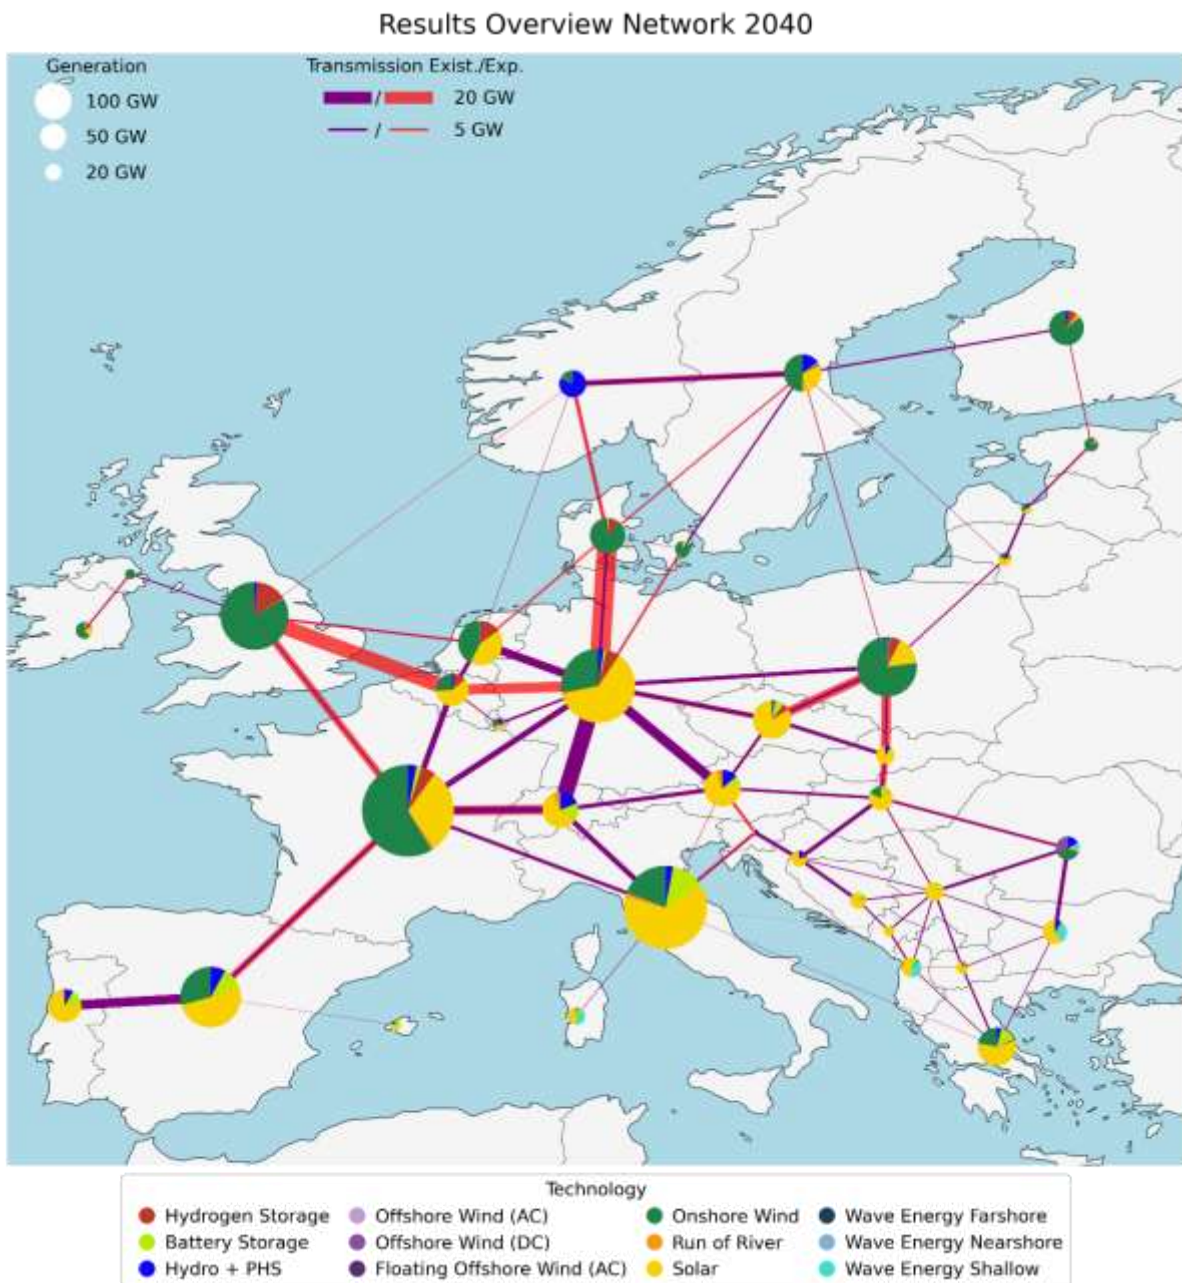 Results Overview Network 2040
Generation
100 GW
50 GW
20 GW
Transmission Exist./Exp.
/ 20 GW
/ 5 GW
Technology
Hydrogen Storage
Battery Storage
Hydro + PHS
Offshore Wind (AC)
Offshore Wind (DC)
Floating Offshore Wind (AC)
Onshore Wind
Run of River
Solar
Wave Energy Farshore
Wave Energy Nearshore
Wave Energy Shallow